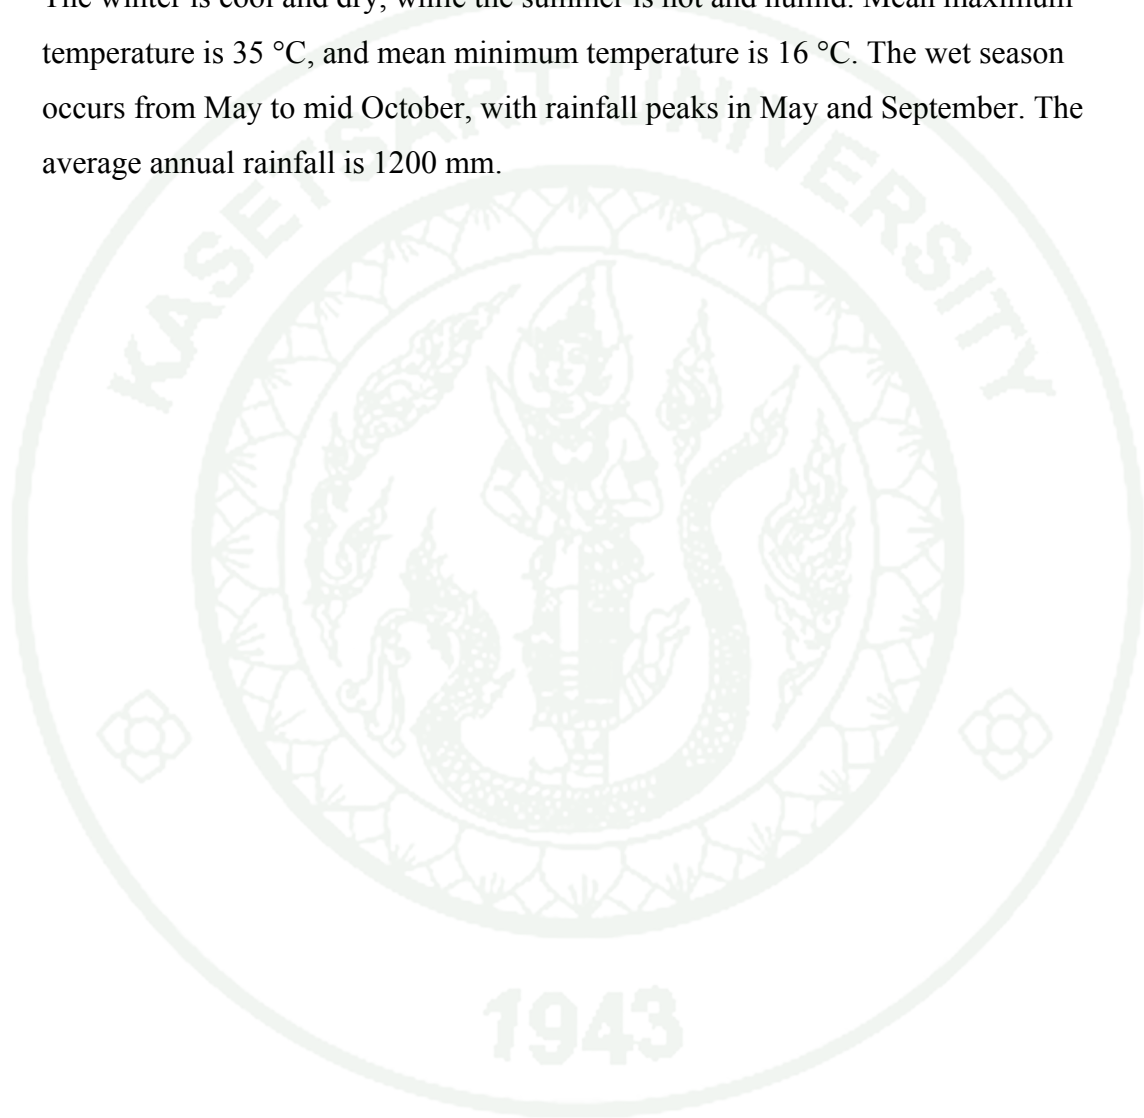 The winter is cool and dry, while the summer is hot and humid. Mean maximum
temperature is 35 °C, and mean minimum temperature is 16 °C. The wet season
occurs from May to mid October, with rainfall peaks in May and September. The
average annual rainfall is 1200 mm.
KASETSART UNIVERSITY
1943